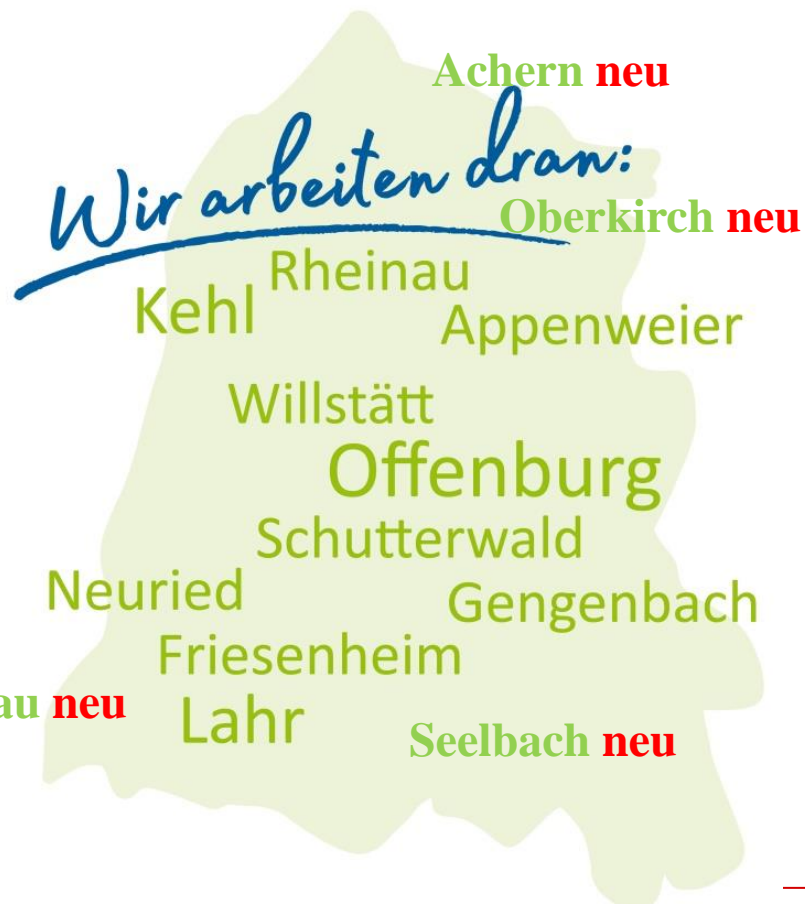 Achern neu
Wir arbeiten dran:
Oberkirch neu
Rheinau
Kehl
Appenweier
Willstätt
Offenburg
Schutterwald
Neuried
Gengenbach
Friesenheim
neu
Lahr
Seelbach neu